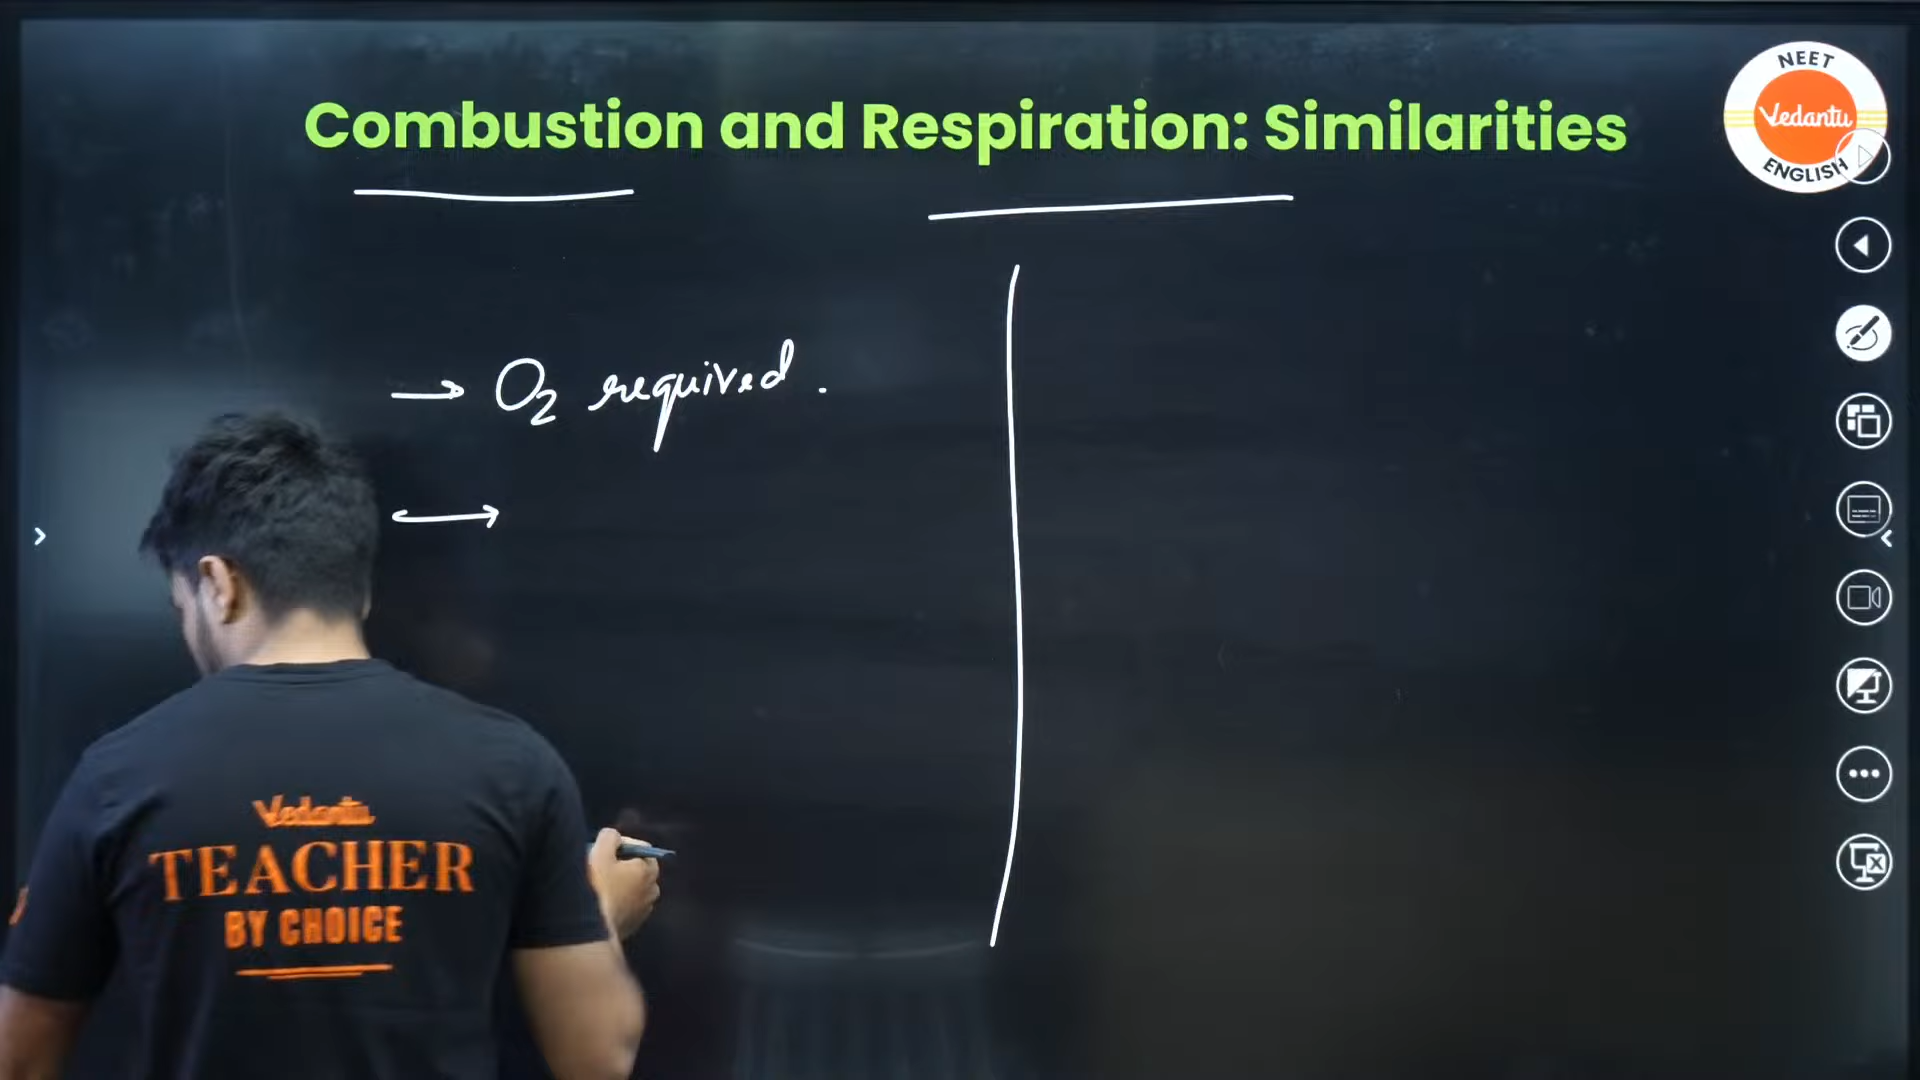 NEET
Vedantu
ENGLISH
Combustion and Respiration: Similarities
→ O₂ required.
↔
Vedantu
TEACHER
BY CHOICE